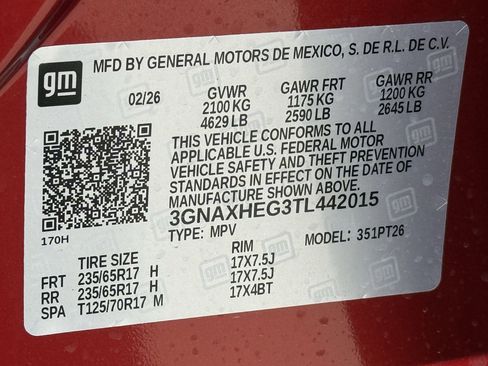 gm
MFD BY GENERAL MOTORS DE MEXICO, S. DE R.L. DE C.V.
02/26 GVWR GAWR FRT GAWR RR
2100 KG 1175 KG 1200 KG
4629 LB 2590 LB 2645 LB
THIS VEHICLE CONFORMS TO ALL
APPLICABLE U.S. FEDERAL MOTOR
VEHICLE SAFETY AND THEFT PREVENTION
STANDARDS IN EFFECT ON THE DATE OF
MANUFACTURE SHOWN ABOVE.
3GNAXHEG3TL442015
170H
TYPE: MPV MODEL: 351PT26
TIRE SIZE RIM
FRT 235/65R17 H 17X7.5J
RR 235/65R17 H 17X7.5J
SPA T125/70R17 M 17X4BT